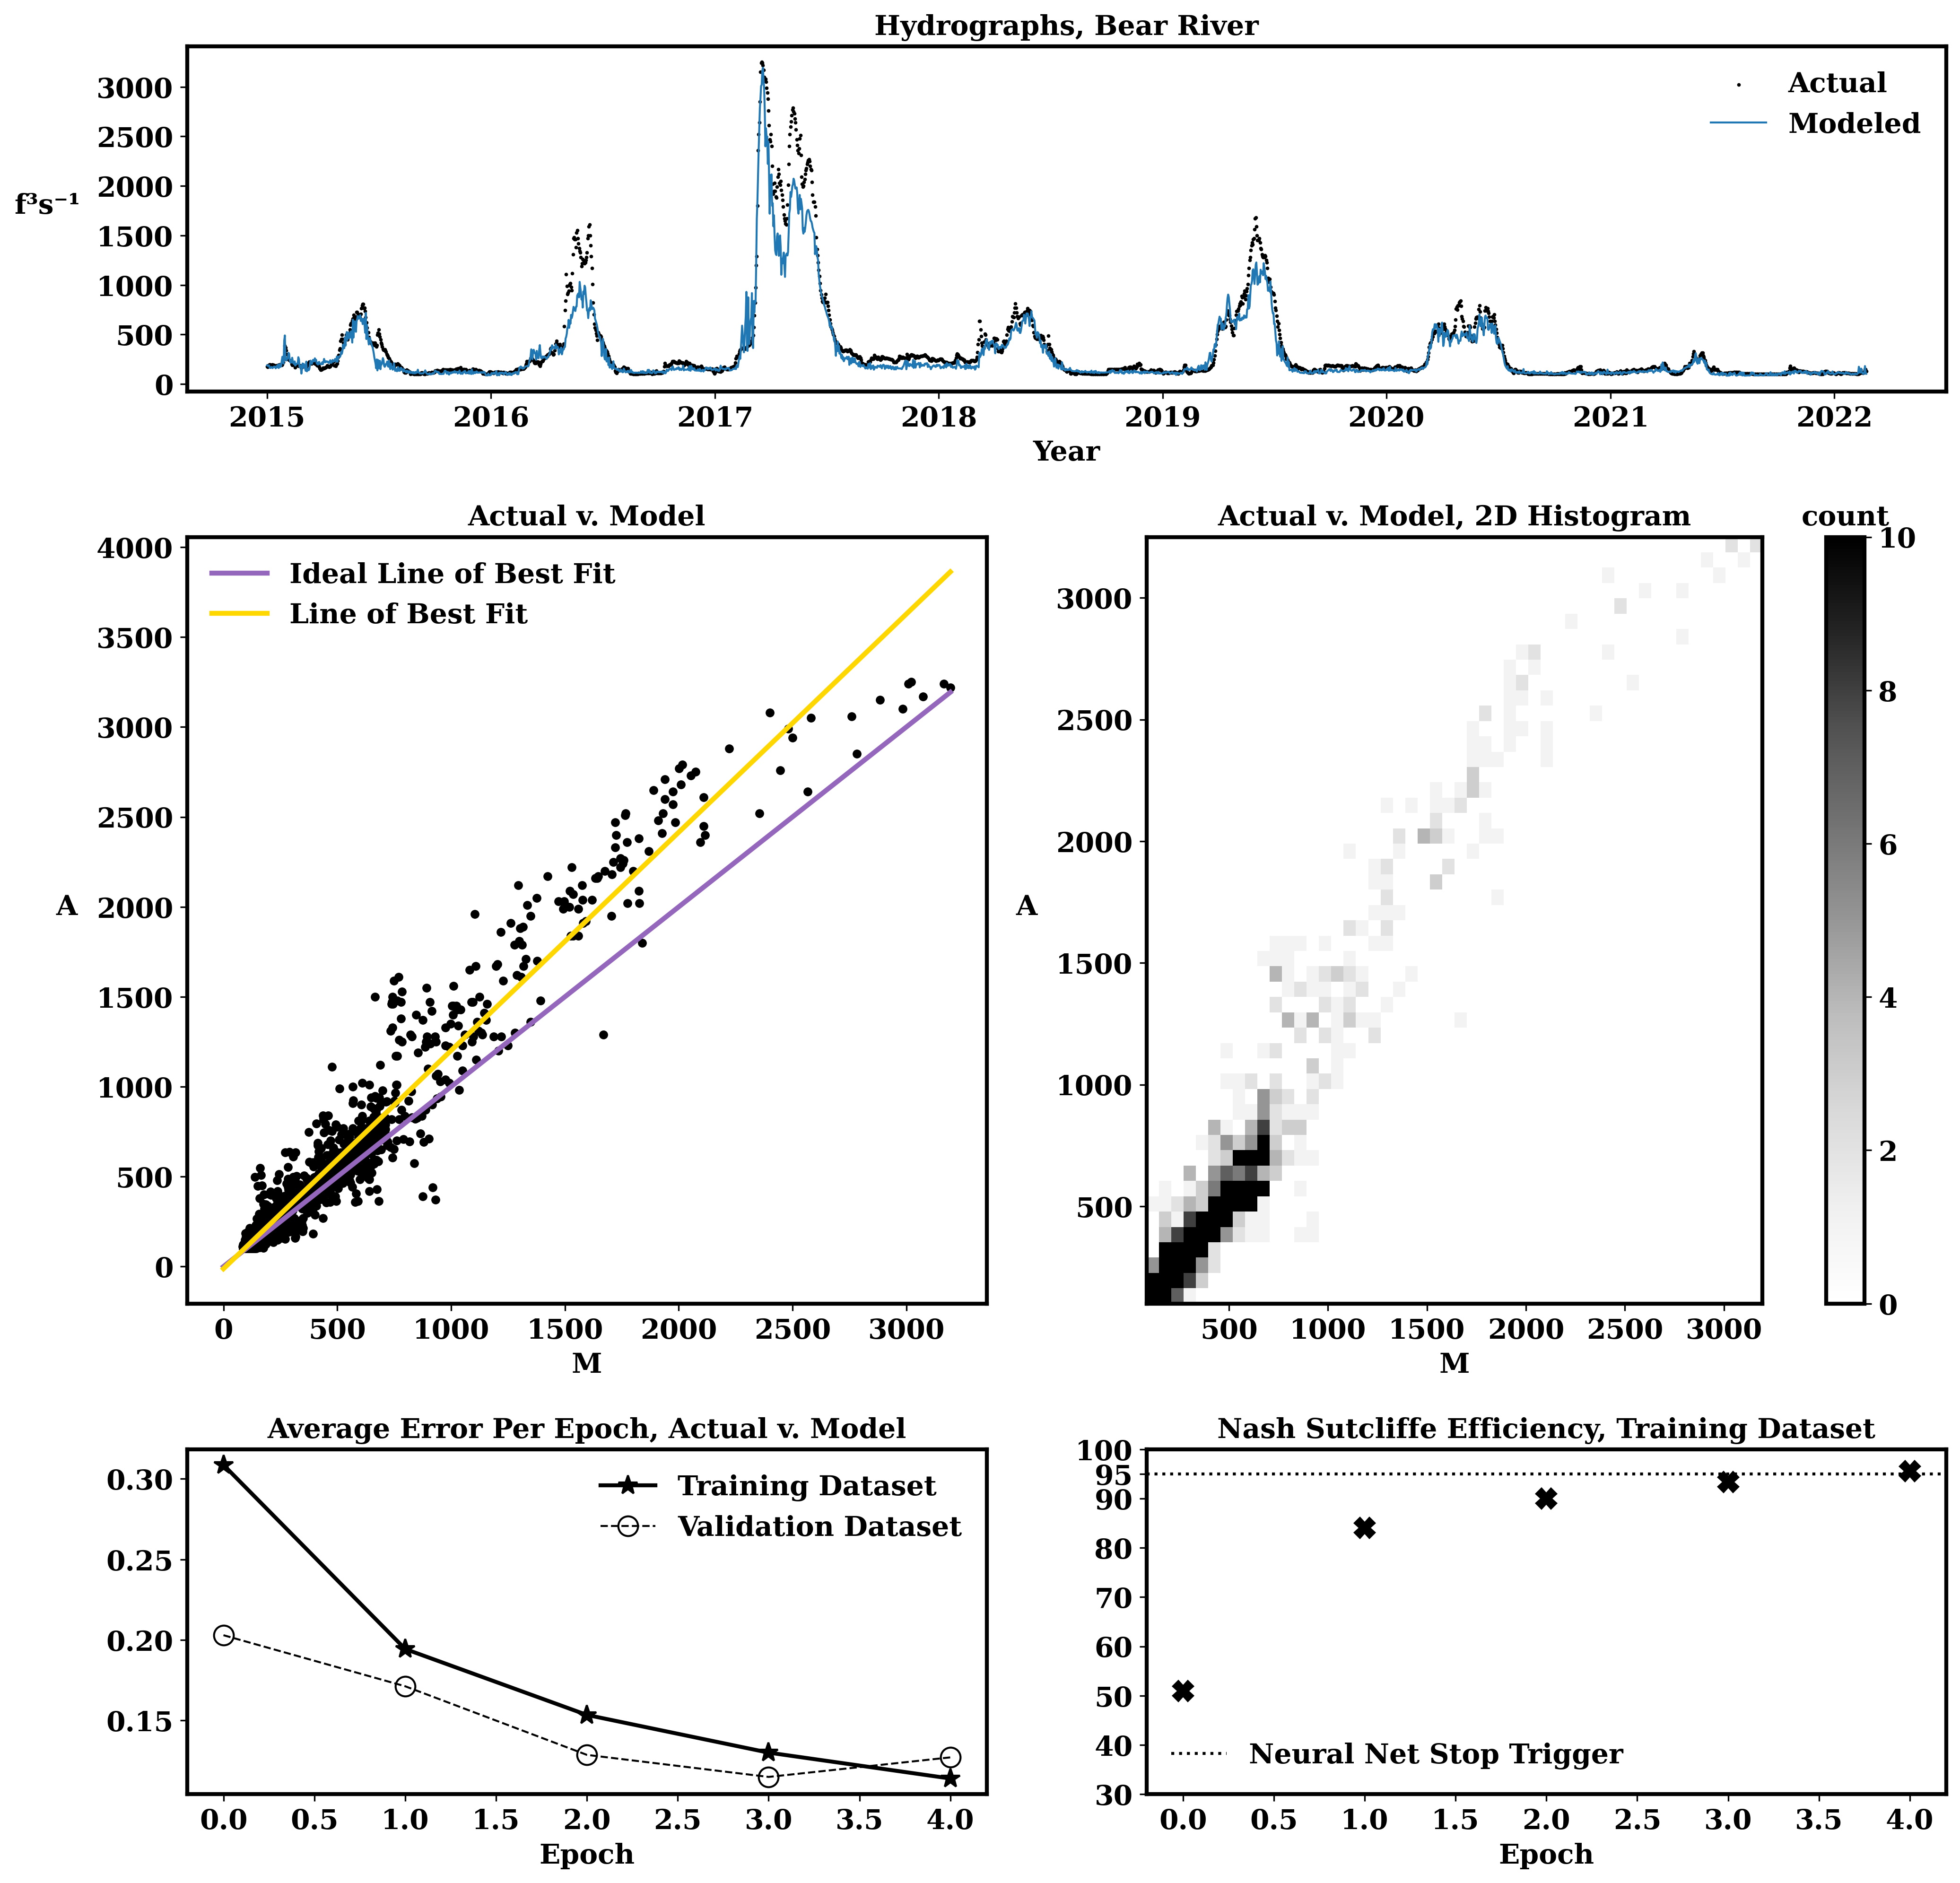 Hydrographs, Bear River
3000
2500
2000
1500
1000
500
0
f³s⁻¹
Actual
Modeled
2015 2016 2017 2018 2019 2020 2021 2022
Year
Actual v. Model
4000
3500
3000
2500
2000
1500
1000
500
0
A
Ideal Line of Best Fit
Line of Best Fit
0 500 1000 1500 2000 2500 3000
M
Actual v. Model, 2D Histogram
3000
2500
2000
1500
1000
500
A
500 1000 1500 2000 2500 3000
M
count
10
8
6
4
2
0
Average Error Per Epoch, Actual v. Model
0.30
0.25
0.20
0.15
Training Dataset
Validation Dataset
0.0 0.5 1.0 1.5 2.0 2.5 3.0 3.5 4.0
Epoch
Nash Sutcliffe Efficiency, Training Dataset
100
95
90
80
70
60
50
40
30
Neural Net Stop Trigger
0.0 0.5 1.0 1.5 2.0 2.5 3.0 3.5 4.0
Epoch